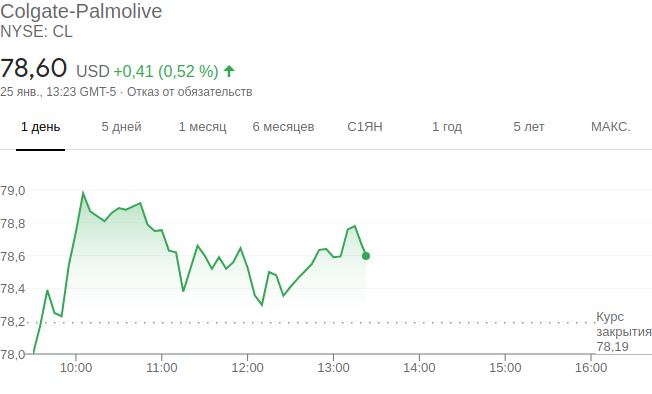 Colgate-Palmolive
NYSE: CL
78,60 USD +0,41 (0,52 %)
25 янв., 13:23 GMT-5 · Отказ от обязательств
1 день 5 дней 1 месяц 6 месяцев С1ЯН 1 год 5 лет МАКС.
79,0
78,8
78,6
78,4
78,2
78,0
Курс
закрытия
78,19
10:00 11:00 12:00 13:00 14:00 15:00 16:00